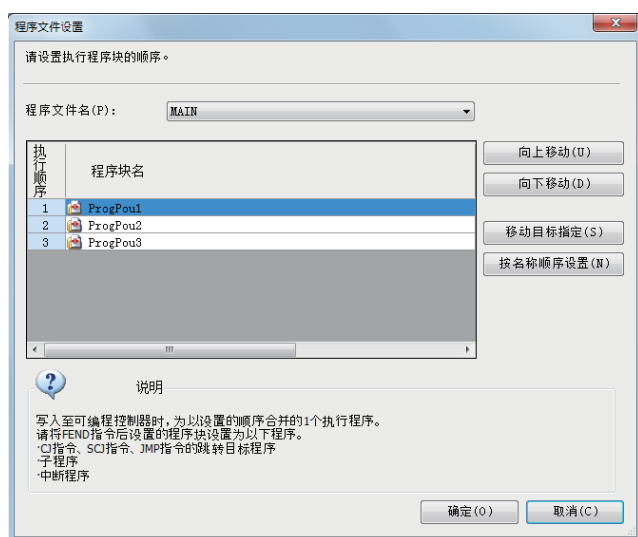 程序文件设置
请设置执行程序块的顺序。
程序文件名(P)：
MAIN
执行顺序
程序块名
1 ProgPou1
2 ProgPou2
3 ProgPou3
向上移动(U)
向下移动(D)
移动目标指定(S)
按名称顺序设置(N)
说明
写入至可编程控制器时，为以设置的顺序合并的1个执行程序。
请将FEND指令后设置的程序块设置为以下程序。
·CJ指令、SCJ指令、JMP指令的跳转目标程序
·子程序
·中断程序
确定(O)
取消(C)